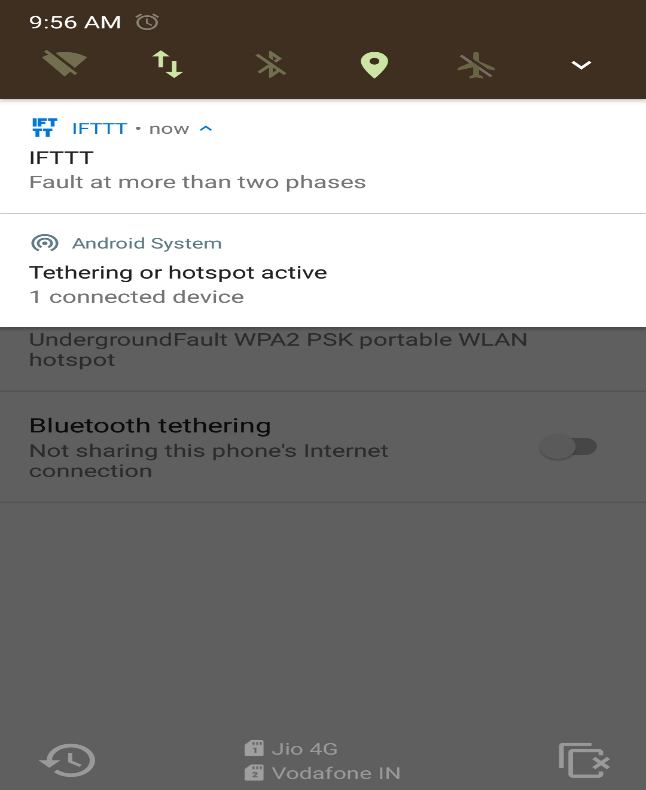 9:56 AM
IFTTT • now
IFTTT
Fault at more than two phases
Android System
Tethering or hotspot active
1 connected device
UndergroundFault WPA2 PSK portable WLAN
hotspot
Bluetooth tethering
Not sharing this phone's Internet
connection
1 Jio 4G
2 Vodafone IN